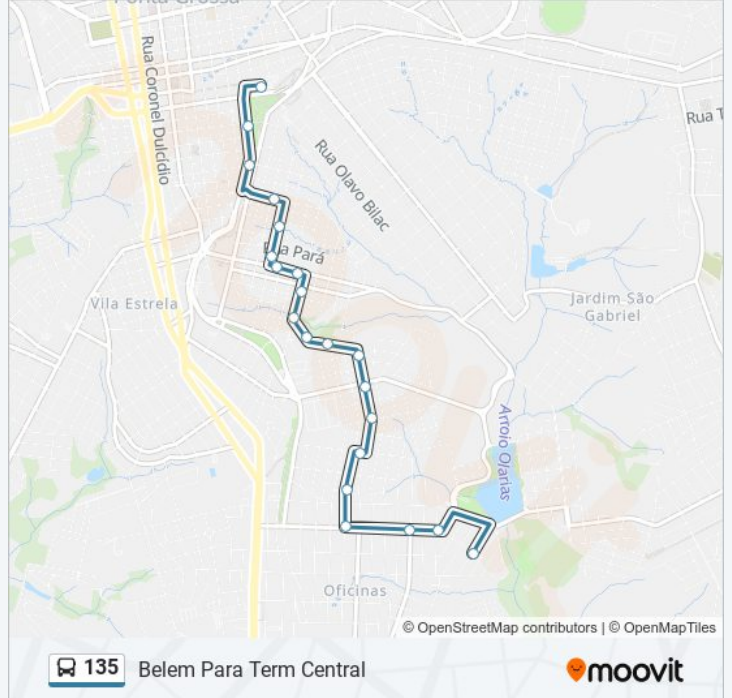 Ponta Grossa
Rua Coronel Dulcídio
Rua Olavo Bilac
Rua T
Rua Pará
Vila Estrela
Jardim São
Gabriel
Arroio Olarias
Oficinas
© OpenStreetMap contributors | © OpenMapTiles
135 Belem Para Term Central
moovit